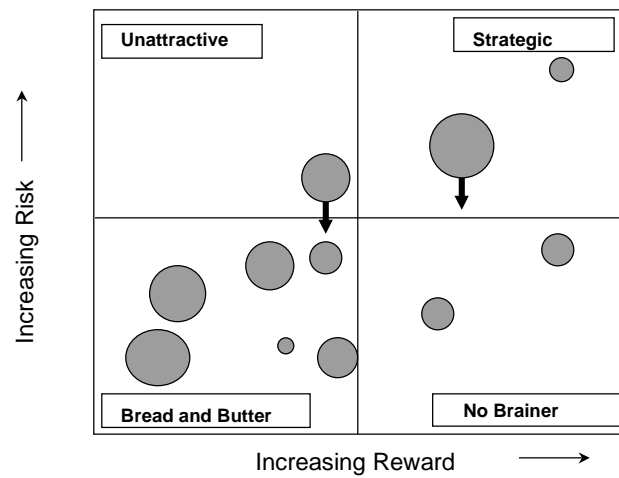 Unattractive
Strategic
Increasing Risk
Bread and Butter
No Brainer
Increasing Reward